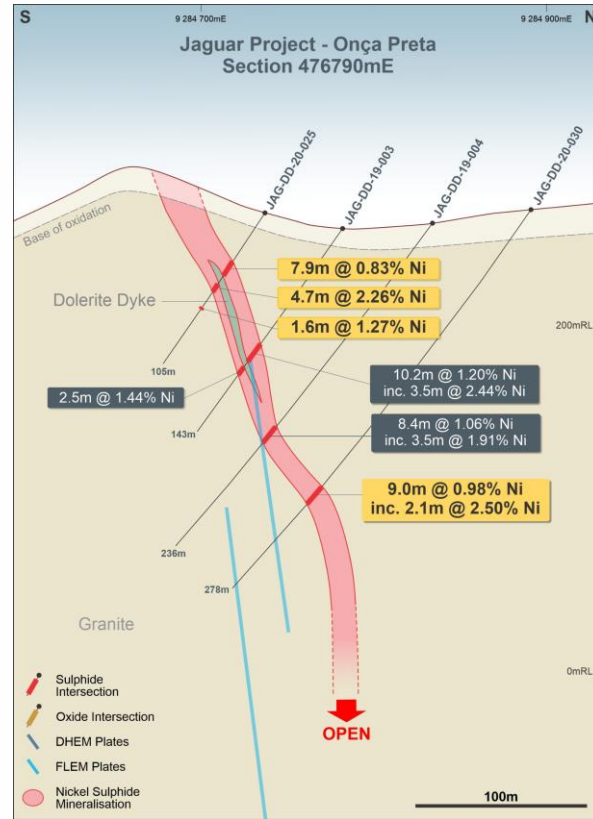 S
9 284 700mE
9 284 900mE
N
Jaguar Project - Onça Preta
Section 476790mE
JAG-DD-20-025
JAG-DD-19-003
JAG-DD-19-004
JAG-DD-20-030
Base of oxidation
7.9m @ 0.83% Ni
Dolerite Dyke
4.7m @ 2.26% Ni
1.6m @ 1.27% Ni
200mRL
105m
10.2m @ 1.20% Ni
inc. 3.5m @ 2.44% Ni
2.5m @ 1.44% Ni
8.4m @ 1.06% Ni
inc. 3.5m @ 1.91% Ni
143m
9.0m @ 0.98% Ni
inc. 2.1m @ 2.50% Ni
236m
278m
Granite
0mRL
Sulphide
Intersection
Oxide Intersection
DHEM Plates
FLEM Plates
Nickel Sulphide
Mineralisation
OPEN
100m